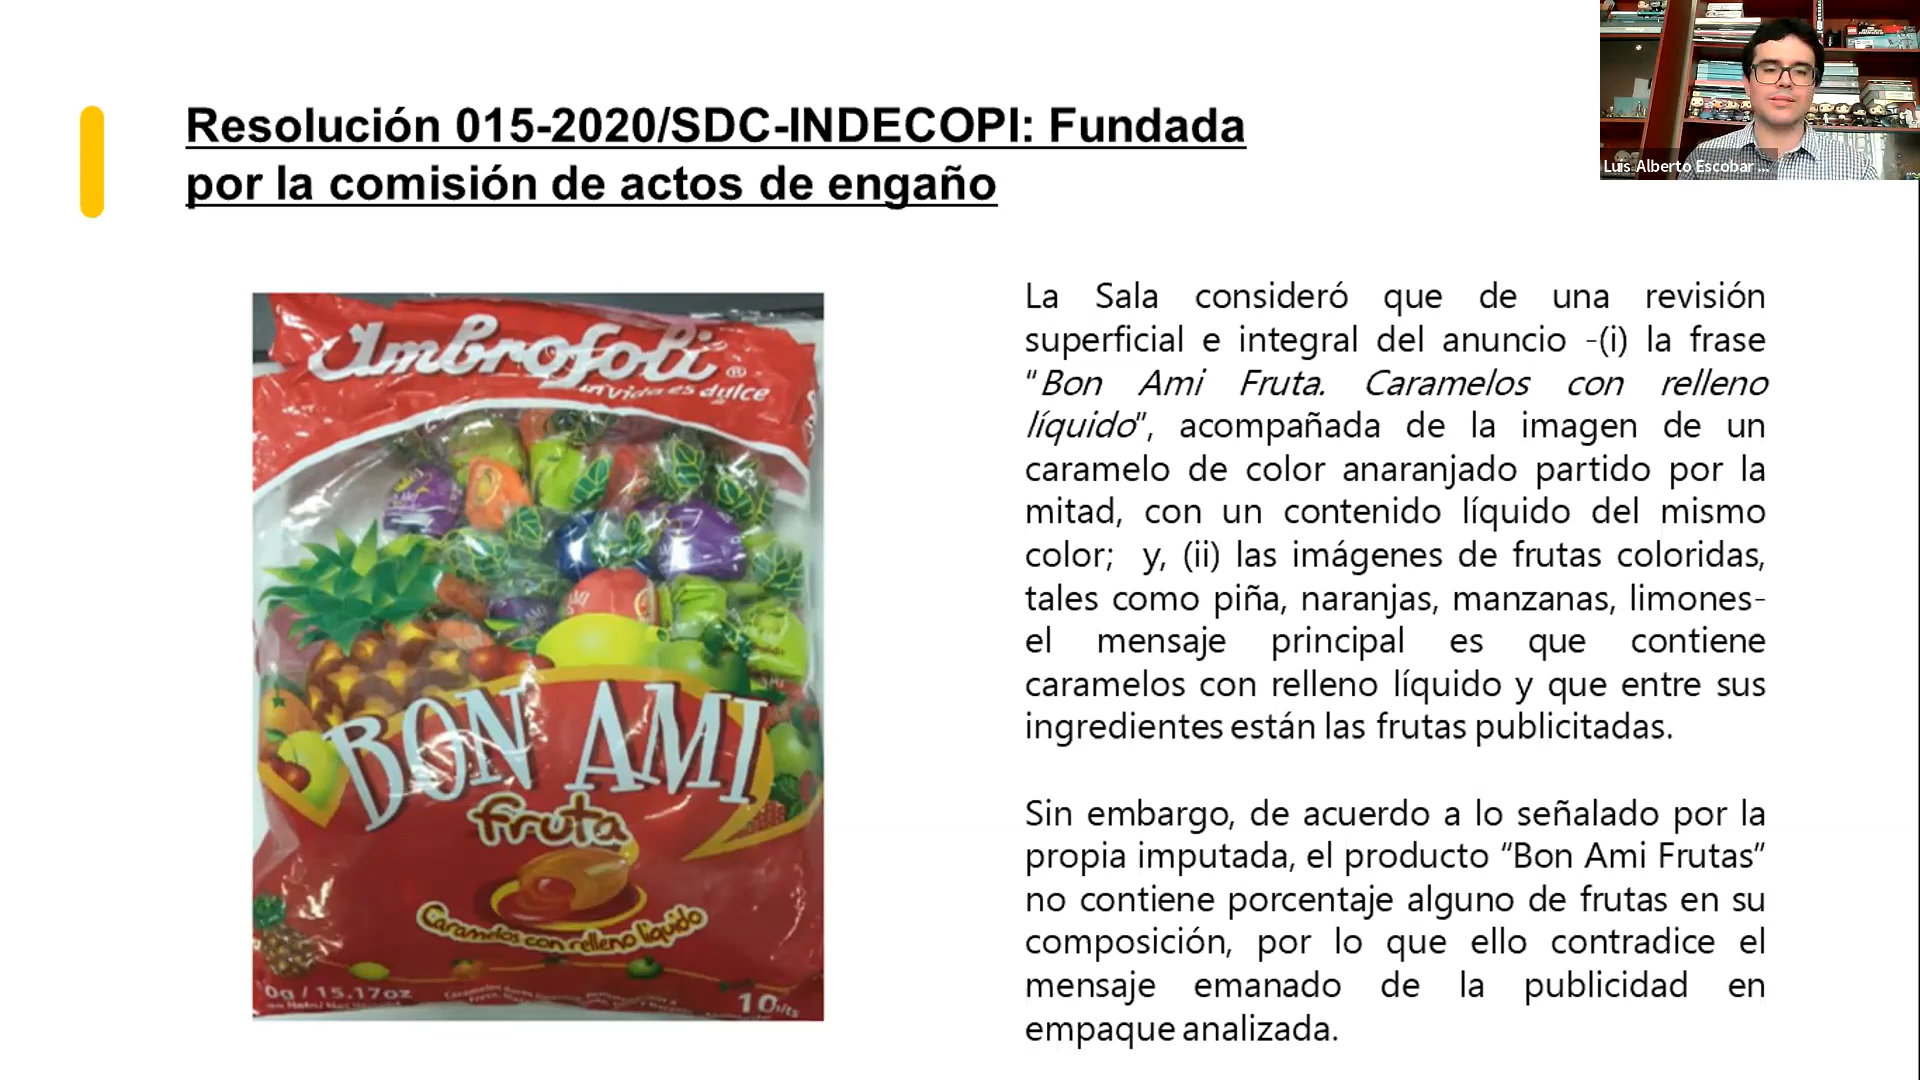 Resolución 015-2020/SDC-INDECOPI: Fundada
por la comisión de actos de engaño
Luis Alberto Escobar ...
Ambrosoli ®
la vida es dulce
BON AMI
fruta
Caramelos con relleno líquido
0g / 15.17oz
La Sala consideró que de una revisión
superficial e integral del anuncio -(i) la frase
"Bon Ami Fruta. Caramelos con relleno
líquido", acompañada de la imagen de un
caramelo de color anaranjado partido por la
mitad, con un contenido líquido del mismo
color; y, (ii) las imágenes de frutas coloridas,
tales como piña, naranjas, manzanas, limones-
el mensaje principal es que contiene
caramelos con relleno líquido y que entre sus
ingredientes están las frutas publicitadas.
Sin embargo, de acuerdo a lo señalado por la
propia imputada, el producto “Bon Ami Frutas”
no contiene porcentaje alguno de frutas en su
composición, por lo que ello contradice el
mensaje emanado de la publicidad en
empaque analizada.